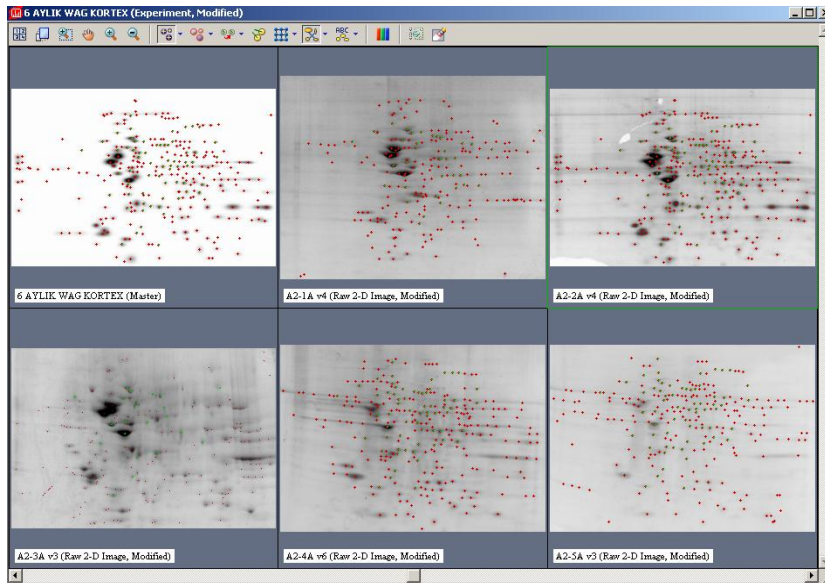 6 AYLIK WAG KORTEX (Experiment, Modified)
ABC
6 AYLIK WAG KORTEX (Master)
A2-1A v4 (Raw 2-D Image, Modified)
A2-2A v4 (Raw 2-D Image, Modified)
A2-3A v3 (Raw 2-D Image, Modified)
A2-4A v6 (Raw 2-D Image, Modified)
A2-5A v3 (Raw 2-D Image, Modified)